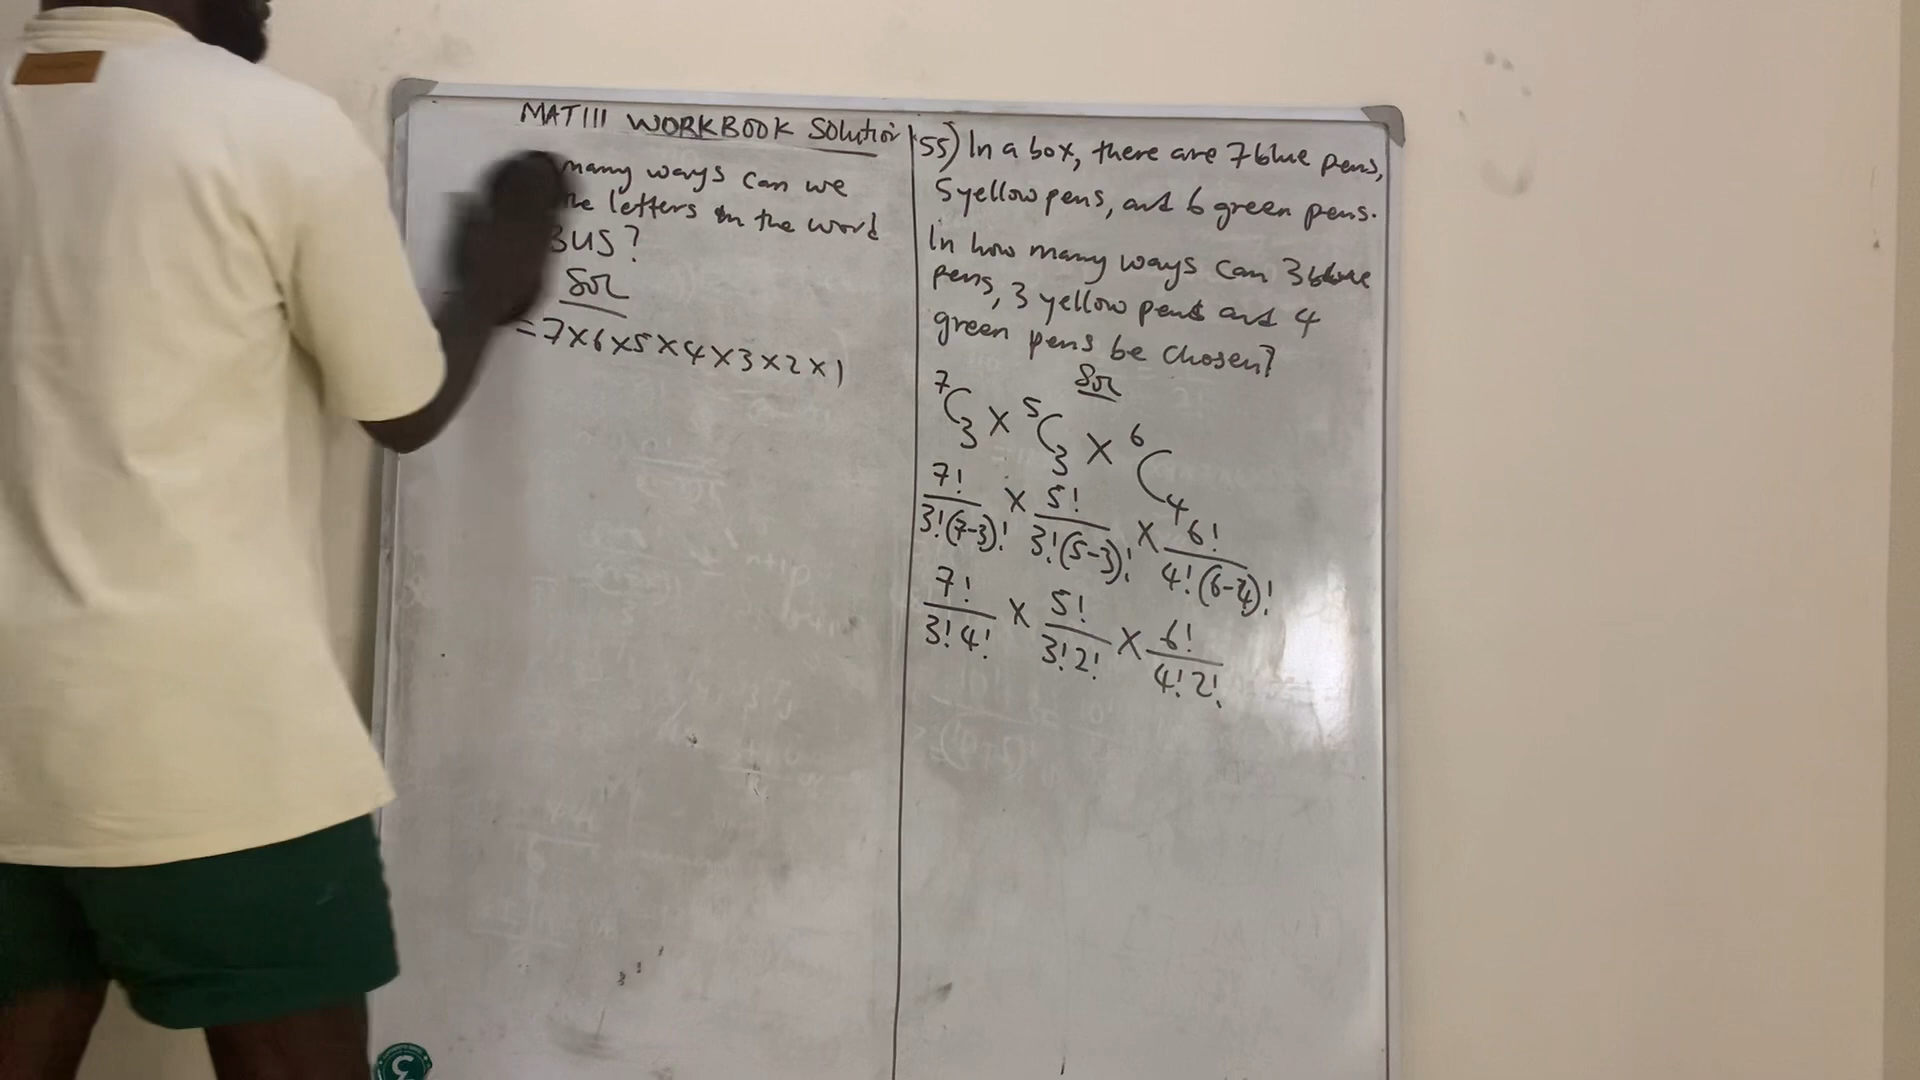 MAT111 WORKBOOK Solution
many ways can we
the letters in the word
BUS?
Sol
= 7×6×5×4×3×2×1
55) In a box, there are 7 blue pens,
5 yellow pens, and 6 green pens.
In how many ways can 3 blue
pens, 3 yellow pens and 4
green pens be chosen?
Sol
⁷C₃ × ⁵C₃ × ⁶C₄
7!/3!(7-3)! × 5!/3!(5-3)! × 6!/4!(6-4)!
7!/3!4! × 5!/3!2! × 6!/4!2!